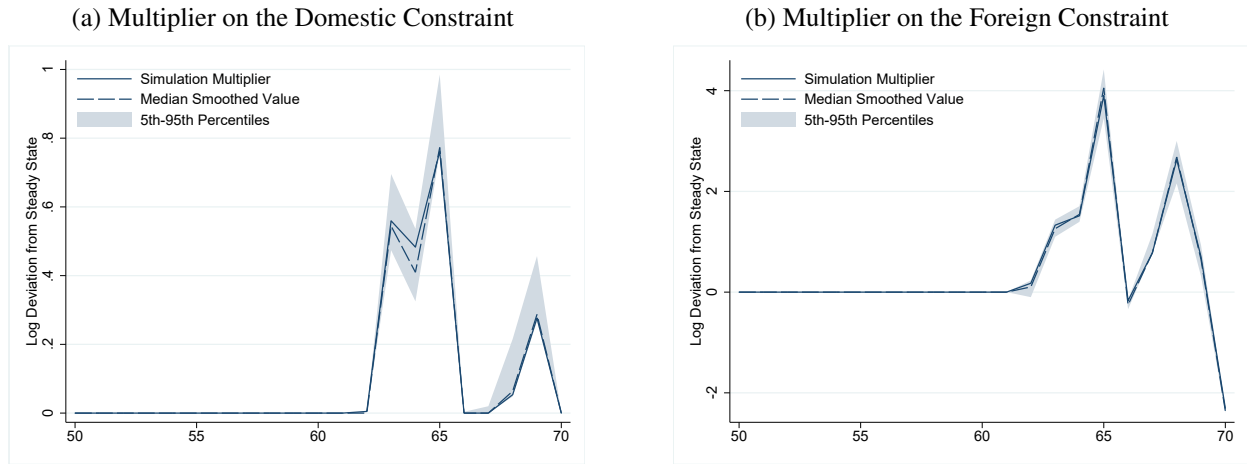 (a) Multiplier on the Domestic Constraint
Simulation Multiplier
Median Smoothed Value
5th-95th Percentiles
Log Deviation from Steady State
1
.8
.6
.4
.2
0
50
55
60
65
70
(b) Multiplier on the Foreign Constraint
Simulation Multiplier
Median Smoothed Value
5th-95th Percentiles
Log Deviation from Steady State
4
2
0
-2
50
55
60
65
70